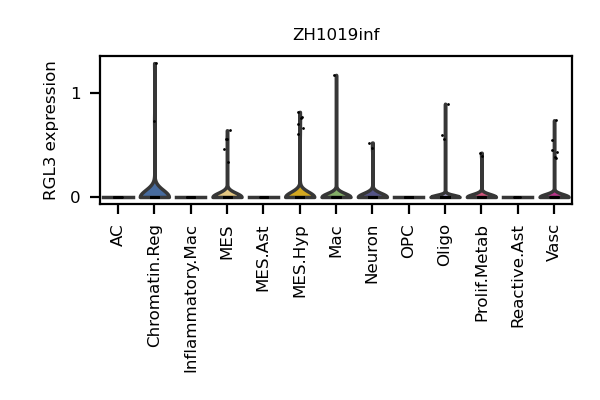 ZH1019inf
RGL3 expression
1
0
AC
Chromatin.Reg
Inflammatory.Mac
MES
MES.Ast
MES.Hyp
Mac
Neuron
OPC
Oligo
Prolif.Metab
Reactive.Ast
Vasc